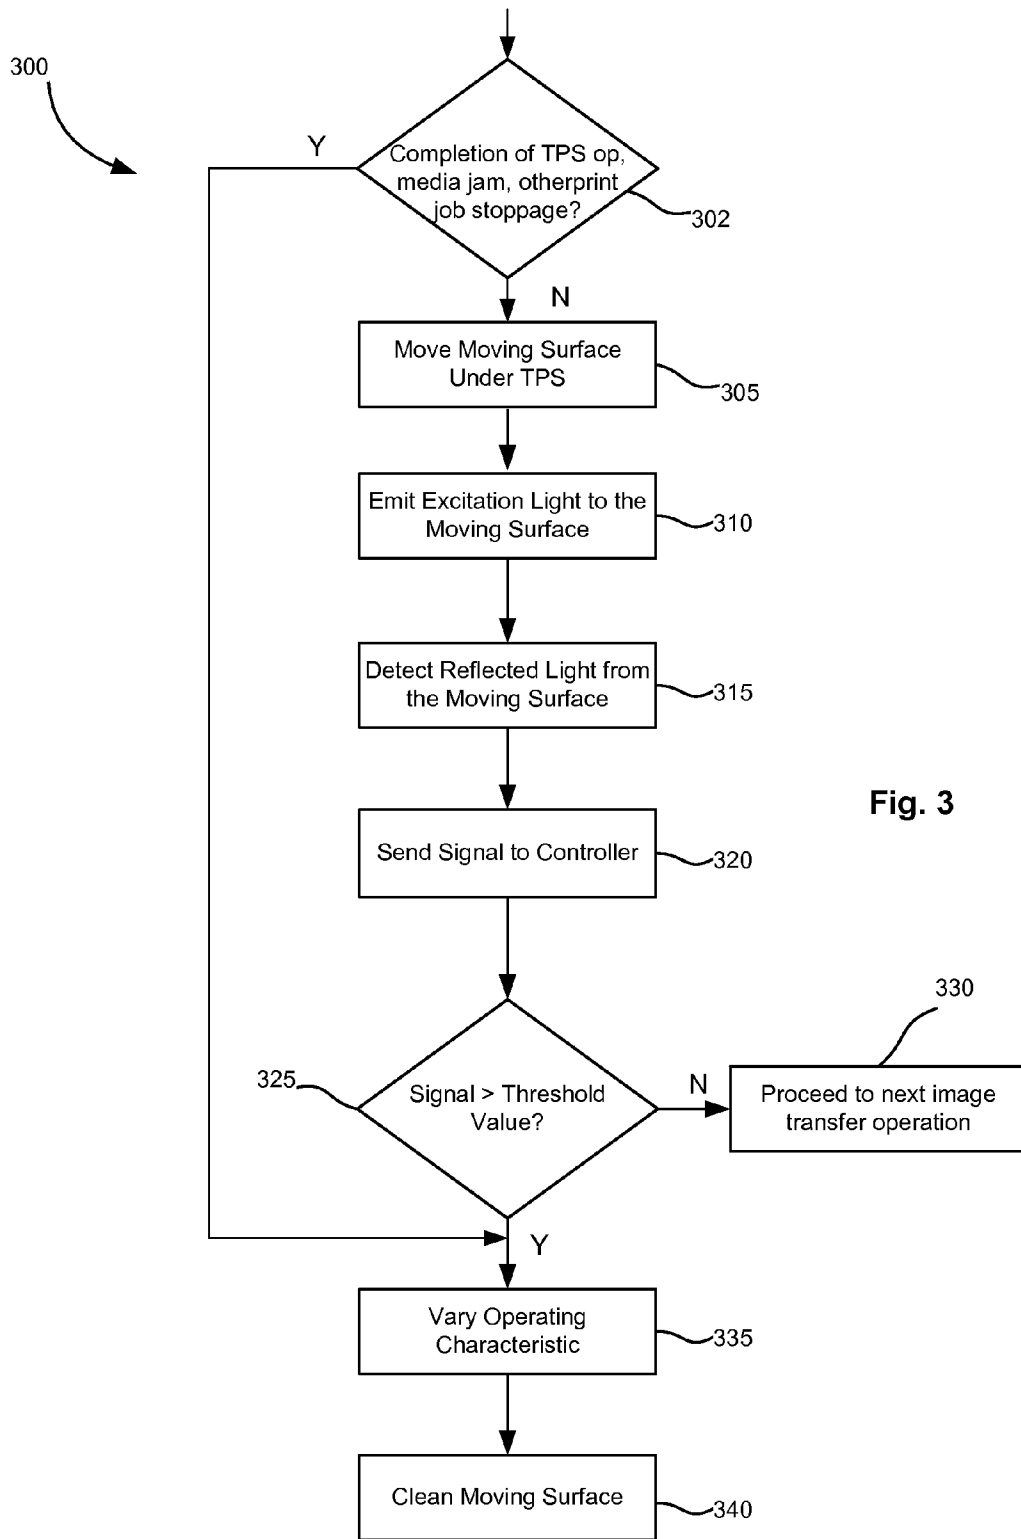 300
Y
Completion of TPS op,
media jam, otherprint
job stoppage?
302
N
Move Moving Surface
Under TPS
305
Emit Excitation Light to the
Moving Surface
310
Detect Reflected Light from
the Moving Surface
315
Fig. 3
Send Signal to Controller
320
330
325
Signal > Threshold
Value?
N
Proceed to next image
transfer operation
Y
Vary Operating
Characteristic
335
Clean Moving Surface
340